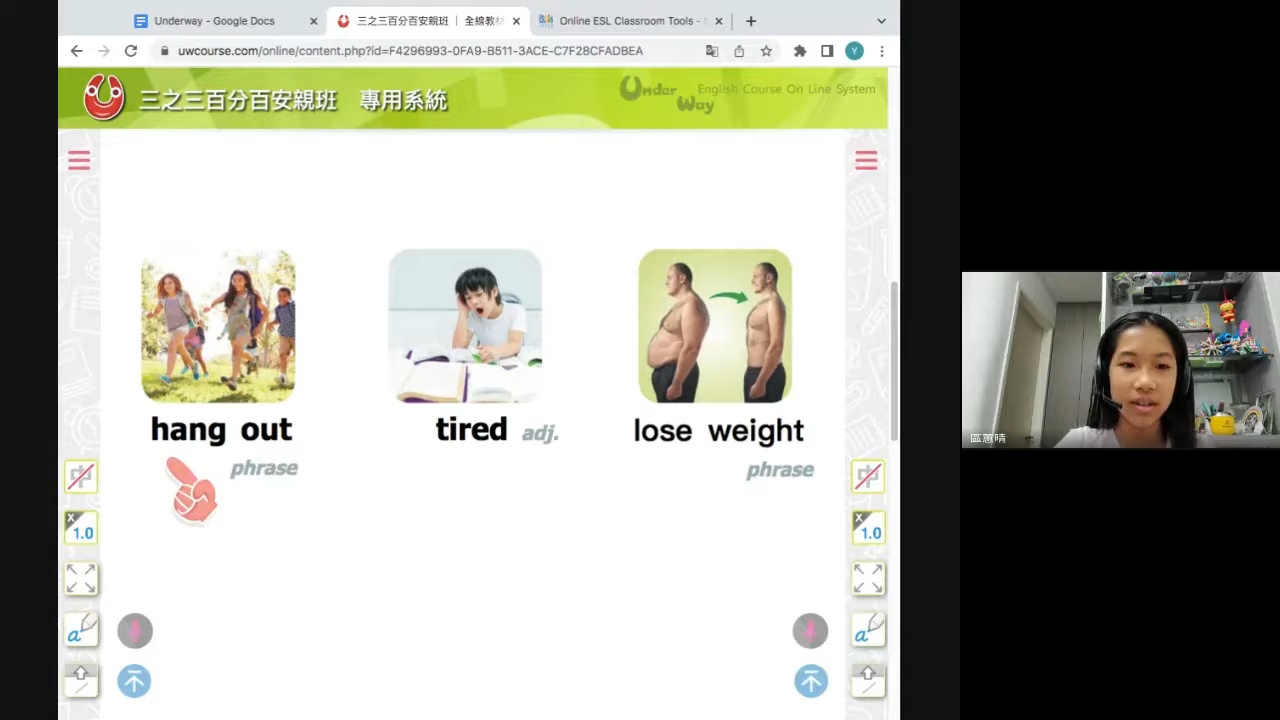 Underway - Google Docs
三之三百分百安親班 | 全線教材
Online ESL Classroom Tools -
uwcourse.com/online/content.php?id=F4296993-0FA9-B511-3ACE-C7F28CFADBEA
Y
三之三百分百安親班 專用系統
Under Way
English Course On Line System
hang out
phrase
tired adj.
lose weight
phrase
中
中
x 1.0
x 1.0
a
a
區蕙晴